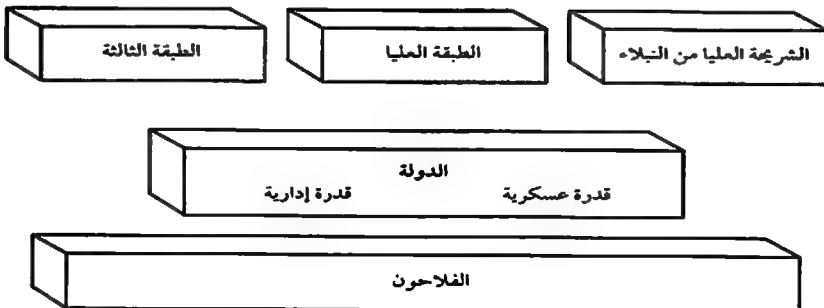 الشريحة العليا من النبلاء
الطبقة العليا
الطبقة الثالثة
الدولة
قدرة عسكرية
قدرة إدارية
الفلاحون